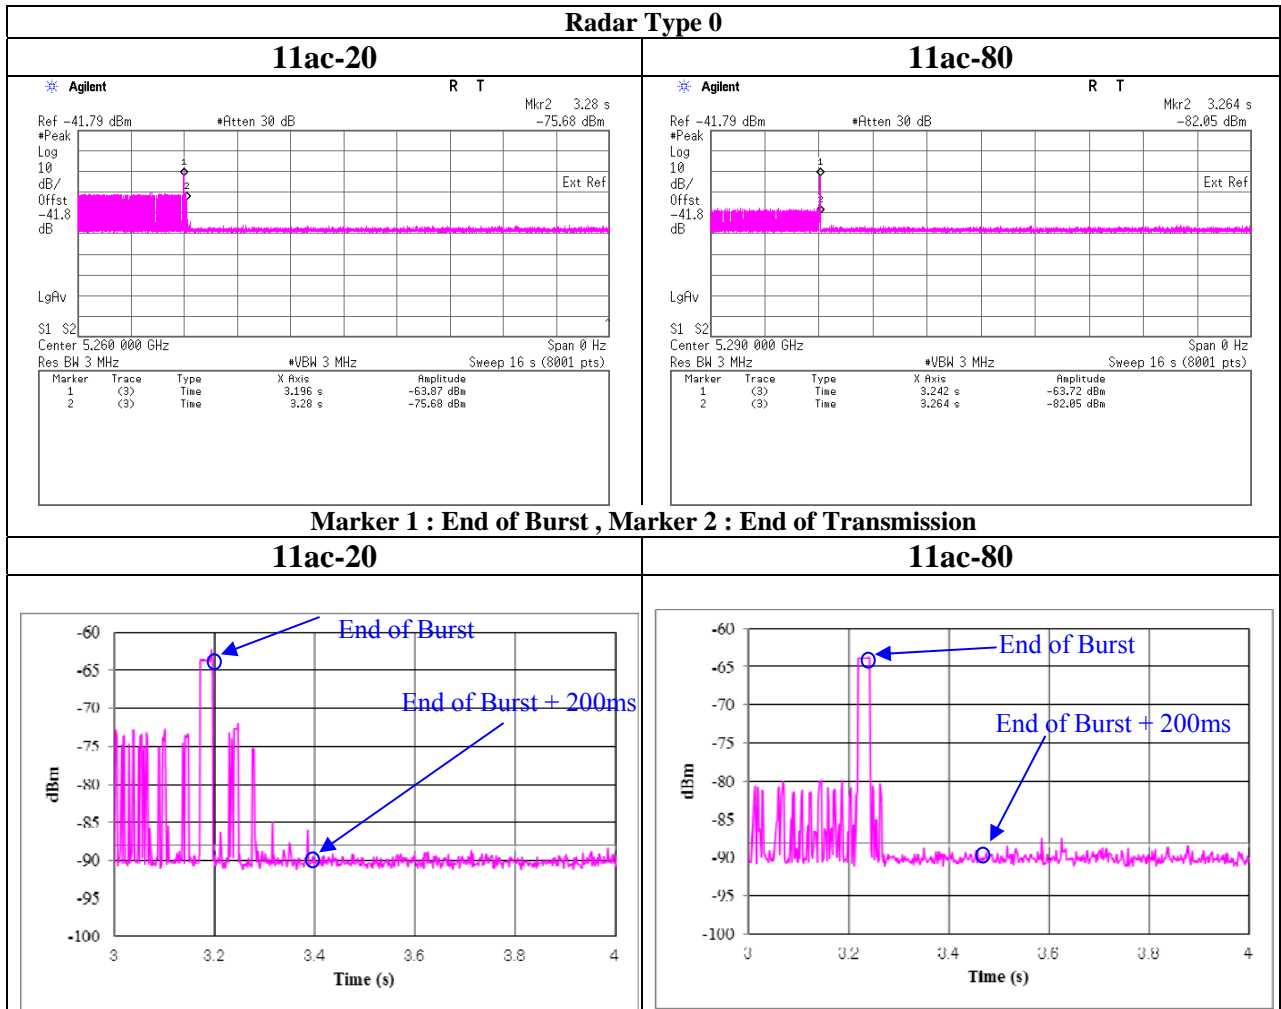 Radar Type 0
11ac-20
11ac-80
Agilent
R T
Mkr2 3.28 s
Ref -41.79 dBm
#Atten 30 dB
-75.68 dBm
#Peak
Log
10
dB/
Offst
-41.8
dB
1
2
Ext Ref
LgAv
S1 S2
Center 5.260 000 GHz
Span 0 Hz
Res BW 3 MHz
#VBW 3 MHz
Sweep 16 s (8001 pts)
Marker Trace Type X Axis Amplitude
1 (3) Time 3.196 s -63.87 dBm
2 (3) Time 3.28 s -75.68 dBm
Agilent
R T
Mkr2 3.264 s
Ref -41.79 dBm
#Atten 30 dB
-82.05 dBm
#Peak
Log
10
dB/
Offst
-41.8
dB
1
2
Ext Ref
LgAv
S1 S2
Center 5.290 000 GHz
Span 0 Hz
Res BW 3 MHz
#VBW 3 MHz
Sweep 16 s (8001 pts)
Marker Trace Type X Axis Amplitude
1 (3) Time 3.242 s -63.72 dBm
2 (3) Time 3.264 s -82.05 dBm
Marker 1 : End of Burst , Marker 2 : End of Transmission
11ac-20
11ac-80
End of Burst
End of Burst + 200ms
-60
-65
-70
-75
-80
-85
-90
-95
-100
dBm
3 3.2 3.4 3.6 3.8 4
Time (s)
End of Burst
End of Burst + 200ms
-60
-65
-70
-75
-80
-85
-90
-95
-100
dBm
3 3.2 3.4 3.6 3.8 4
Time (s)